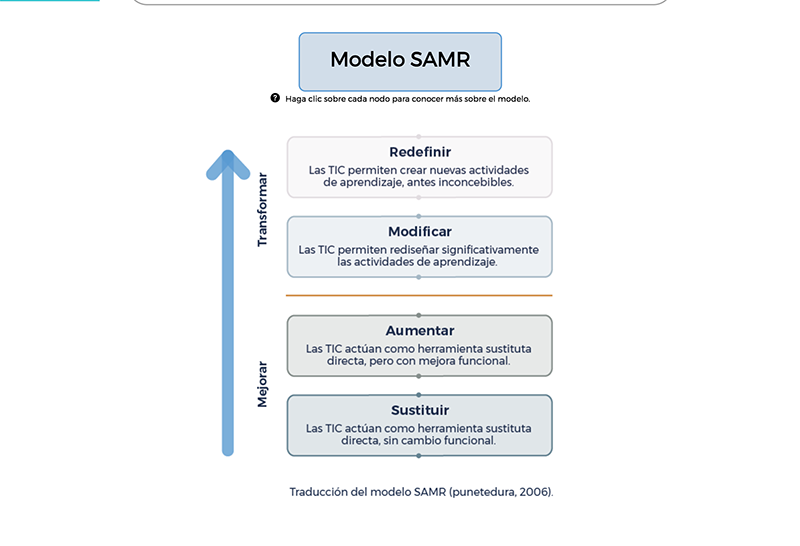 Modelo SAMR
? Haga clic sobre cada nodo para conocer más sobre el modelo.
Redefinir
Las TIC permiten crear nuevas actividades
de aprendizaje, antes inconcebibles.
Transformar
Modificar
Las TIC permiten rediseñar significativamente
las actividades de aprendizaje.
Aumentar
Las TIC actúan como herramienta sustituta
directa, pero con mejora funcional.
Mejorar
Sustituir
Las TIC actúan como herramienta sustituta
directa, sin cambio funcional.
Traducción del modelo SAMR (punetedura, 2006).